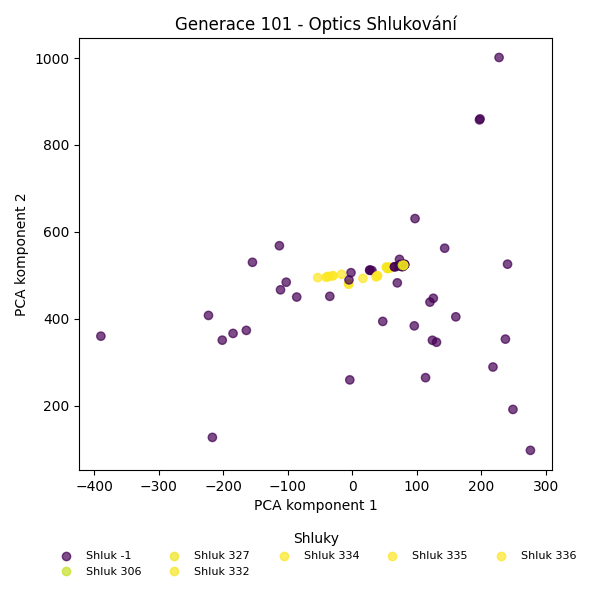 Generace 101 - Optics Shlukování
PCA komponent 2
1000
800
600
400
200
−400 −300 −200 −100 0 100 200 300
PCA komponent 1
Shluky
Shluk -1 Shluk 327 Shluk 334 Shluk 335 Shluk 336
Shluk 306 Shluk 332